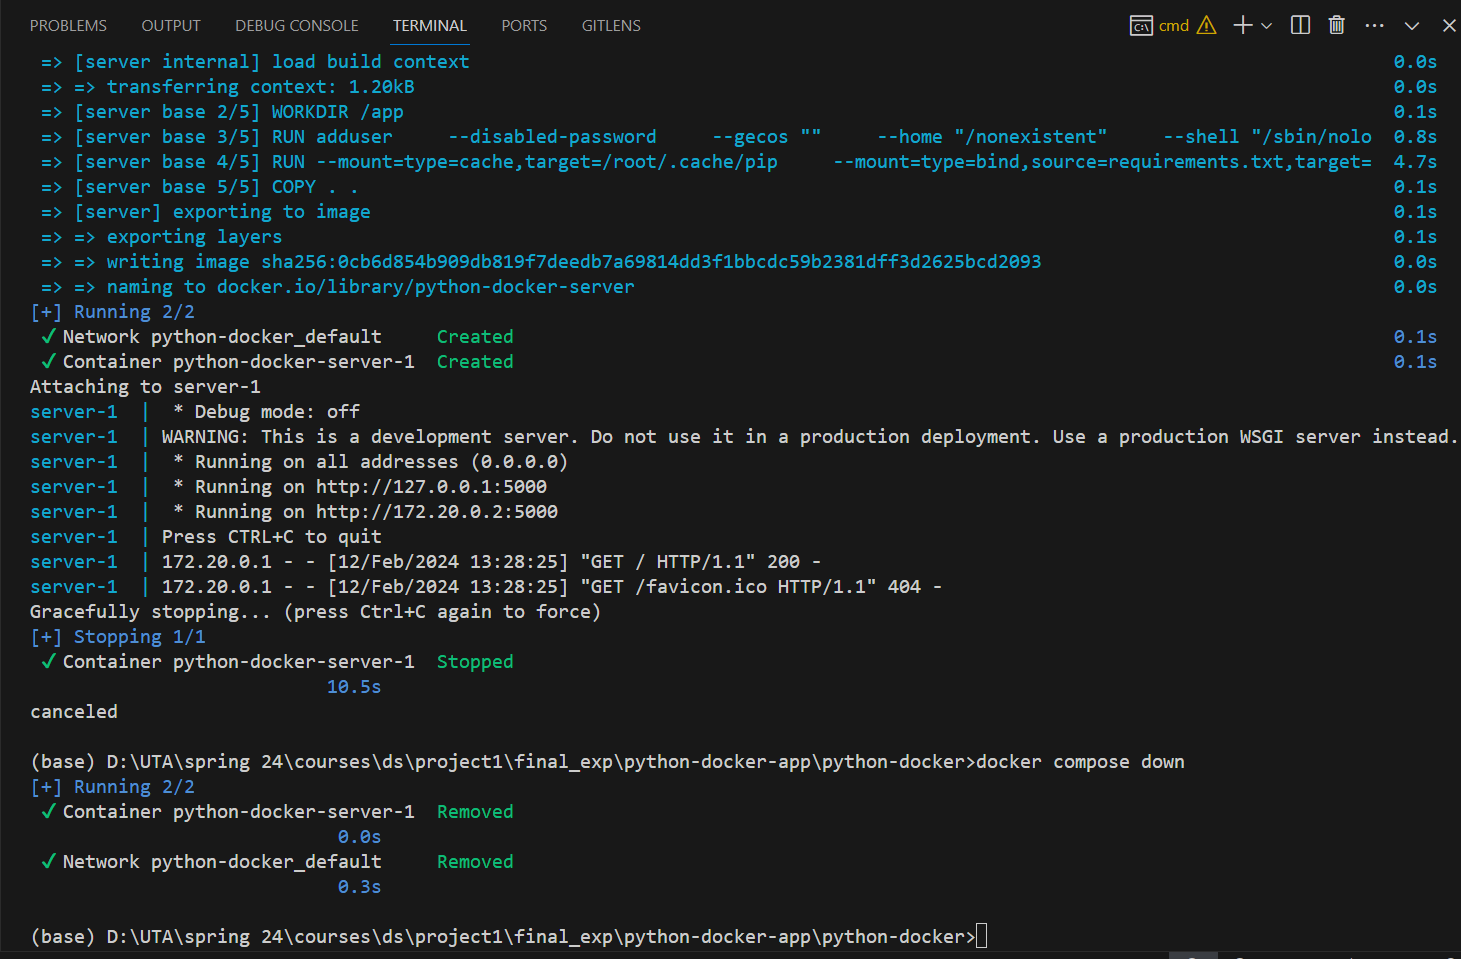 PROBLEMS OUTPUT DEBUG CONSOLE TERMINAL PORTS GITLENS cmd
=> [server internal] load build context 0.0s
=> => transferring context: 1.20kB 0.0s
=> [server base 2/5] WORKDIR /app 0.1s
=> [server base 3/5] RUN adduser     --disabled-password     --gecos ""     --home "/nonexistent"     --shell "/sbin/nolo 0.8s
=> [server base 4/5] RUN --mount=type=cache,target=/root/.cache/pip     --mount=type=bind,source=requirements.txt,target= 4.7s
=> [server base 5/5] COPY . . 0.1s
=> [server] exporting to image 0.1s
=> => exporting layers 0.1s
=> => writing image sha256:0cb6d854b909db819f7deedb7a69814dd3f1bbcdc59b2381dff3d2625bcd2093 0.0s
=> => naming to docker.io/library/python-docker-server 0.0s
[+] Running 2/2
✓ Network python-docker_default     Created 0.1s
✓ Container python-docker-server-1  Created 0.1s
Attaching to server-1
server-1  |  * Debug mode: off
server-1  | WARNING: This is a development server. Do not use it in a production deployment. Use a production WSGI server instead.
server-1  |  * Running on all addresses (0.0.0.0)
server-1  |  * Running on http://127.0.0.1:5000
server-1  |  * Running on http://172.20.0.2:5000
server-1  | Press CTRL+C to quit
server-1  | 172.20.0.1 - - [12/Feb/2024 13:28:25] "GET / HTTP/1.1" 200 -
server-1  | 172.20.0.1 - - [12/Feb/2024 13:28:25] "GET /favicon.ico HTTP/1.1" 404 -
Gracefully stopping... (press Ctrl+C again to force)
[+] Stopping 1/1
✓ Container python-docker-server-1  Stopped
10.5s
canceled
(base) D:\UTA\spring 24\courses\ds\project1\final_exp\python-docker-app\python-docker>docker compose down
[+] Running 2/2
✓ Container python-docker-server-1  Removed
0.0s
✓ Network python-docker_default     Removed
0.3s
(base) D:\UTA\spring 24\courses\ds\project1\final_exp\python-docker-app\python-docker>